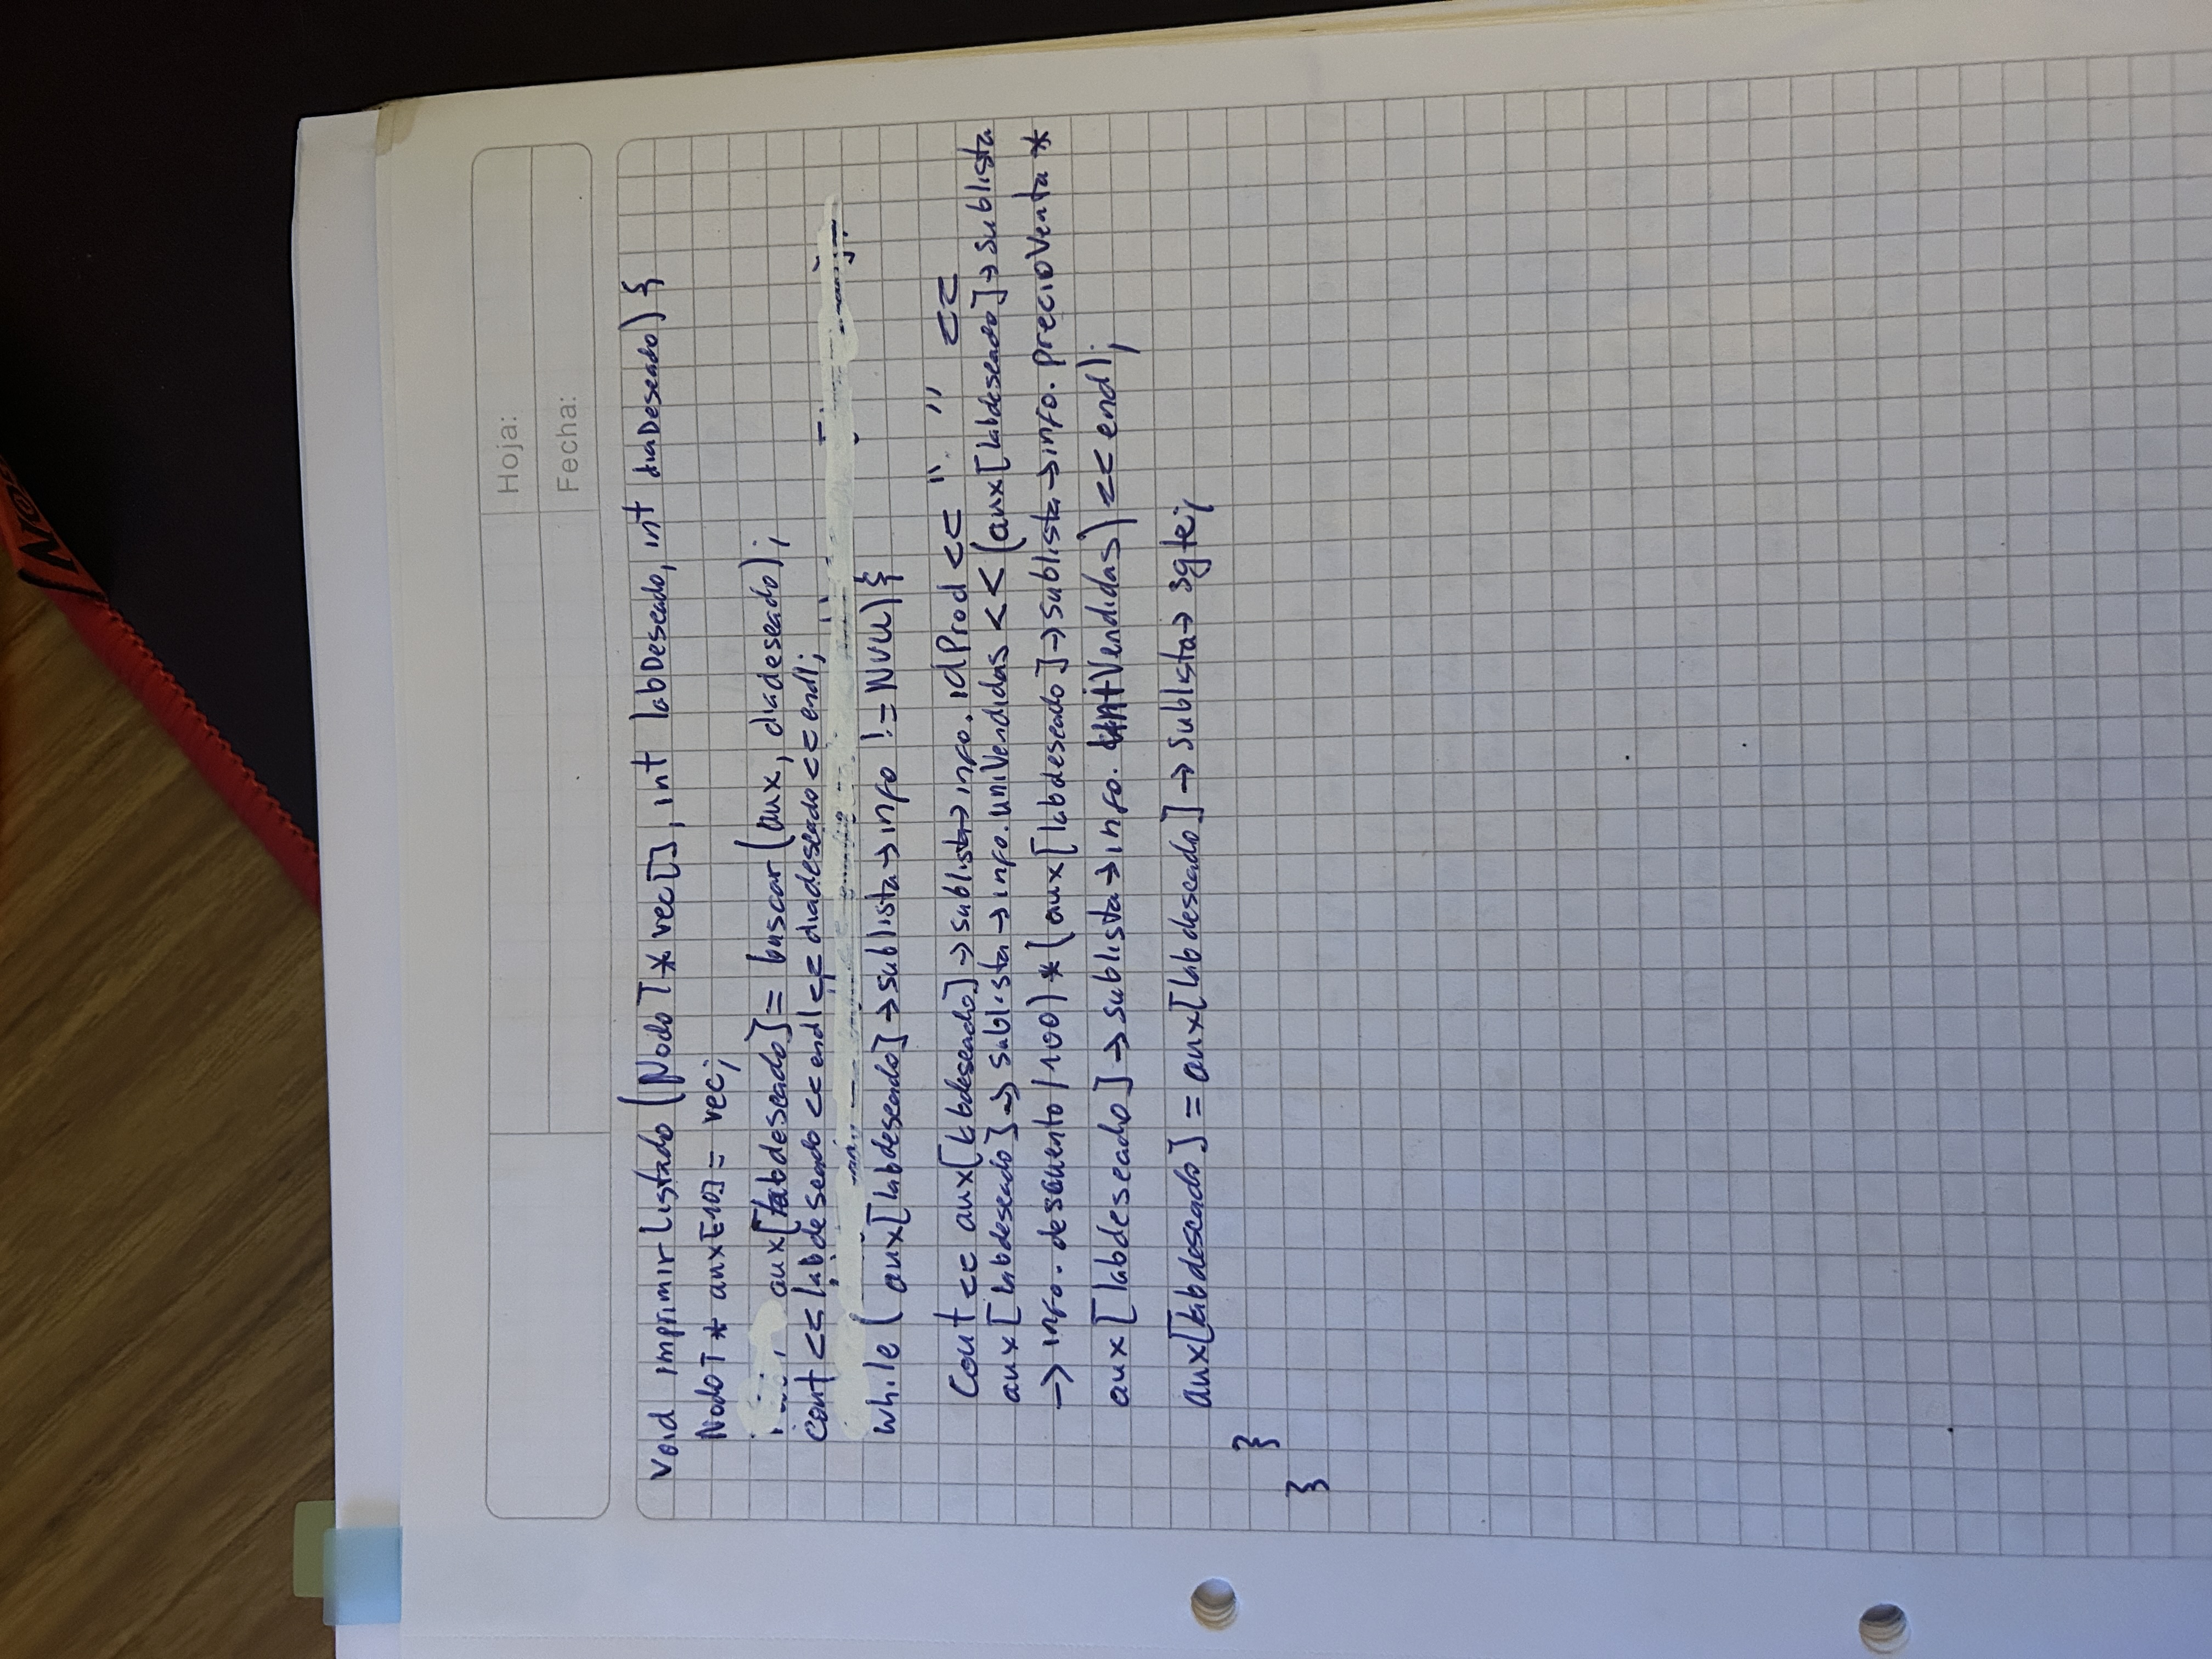 No
Hoja:
Fecha:
void imprimirListado (NodoT* vec[], int labDeseado, int diaDeseado) {
NodoT * aux[10] = vec;
aux[labdeseado] = buscar (aux, diadeseado);
cout << labdeseado << endl << diadeseado << endl;
while ( aux[labdeseado] → sublista → info != NULL) {
Cout << aux[labdeseado] → sublista → info. idProd << " " <<
aux [labdeseado] → sublista → info. uniVendidas << (aux[labdeseado] → sublista
→ info. descuento / 100) * ( aux[labdeseado] → sublista → info. precioVenta *
aux [labdeseado] → sublista → info. uniVendidas) << endl;
aux[labdeseado] = aux[labdeseado] → sublista → sgte;
}
}